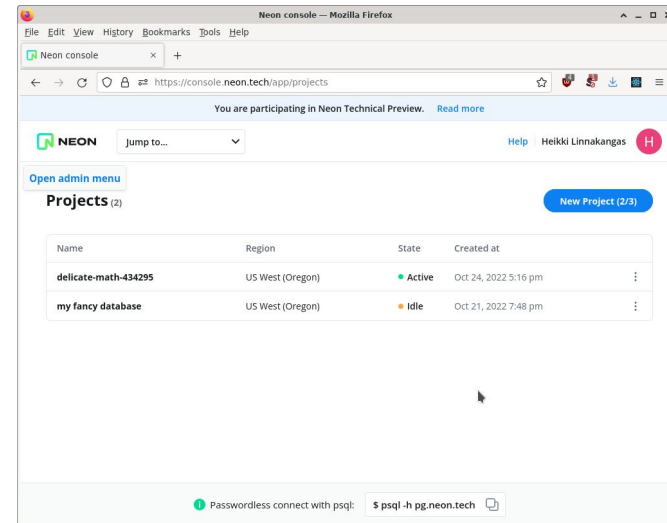 Neon console — Mozilla Firefox
File Edit View History Bookmarks Tools Help
Neon console × +
https://console.neon.tech/app/projects
You are participating in Neon Technical Preview. Read more
NEON Jump to... Help Heikki Linnakangas H
Open admin menu
Projects (2) New Project (2/3)
Name Region State Created at
delicate-math-434295 US West (Oregon) Active Oct 24, 2022 5:16 pm
my fancy database US West (Oregon) Idle Oct 21, 2022 7:48 pm
Passwordless connect with psql: $ psql -h pg.neon.tech